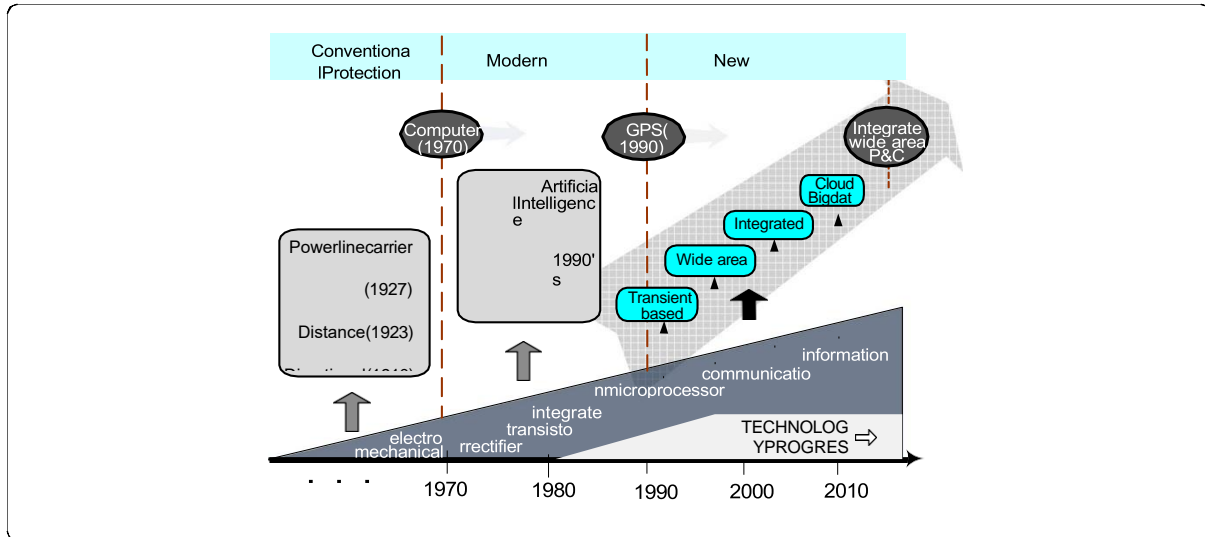 Conventiona
lProtection
Modern
New
Computer
(1970)
GPS(
1990)
Integrate
wide area
P&C
Artificia
lIntelligenc
e
1990'
s
Cloud
Bigdat
Integrated
Wide area
Transient
based
Powerlinecarrier
(1927)
Distance(1923)
information
communicatio
nmicroprocessor
integrate
transisto
rrectifier
electro
mechanical
TECHNOLOG
YPROGRES
. . .
1970
1980
1990
2000
2010